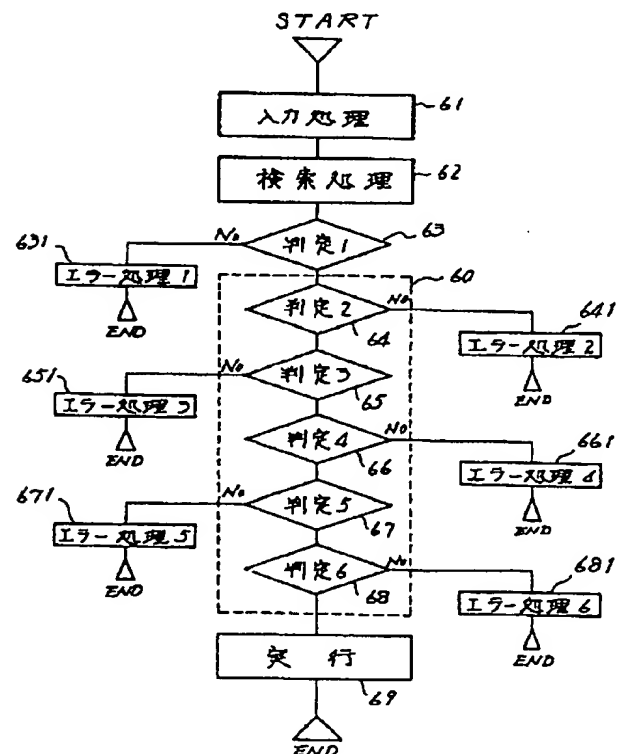 START
入力処理 61
検索処理 62
判定1 63
No
631
エラー処理1
END
60
判定2 64
No
641
エラー処理2
END
判定3 65
No
651
エラー処理3
END
判定4 66
No
661
エラー処理4
END
判定5 67
No
671
エラー処理5
END
判定6 68
No
681
エラー処理6
END
実行 69
END